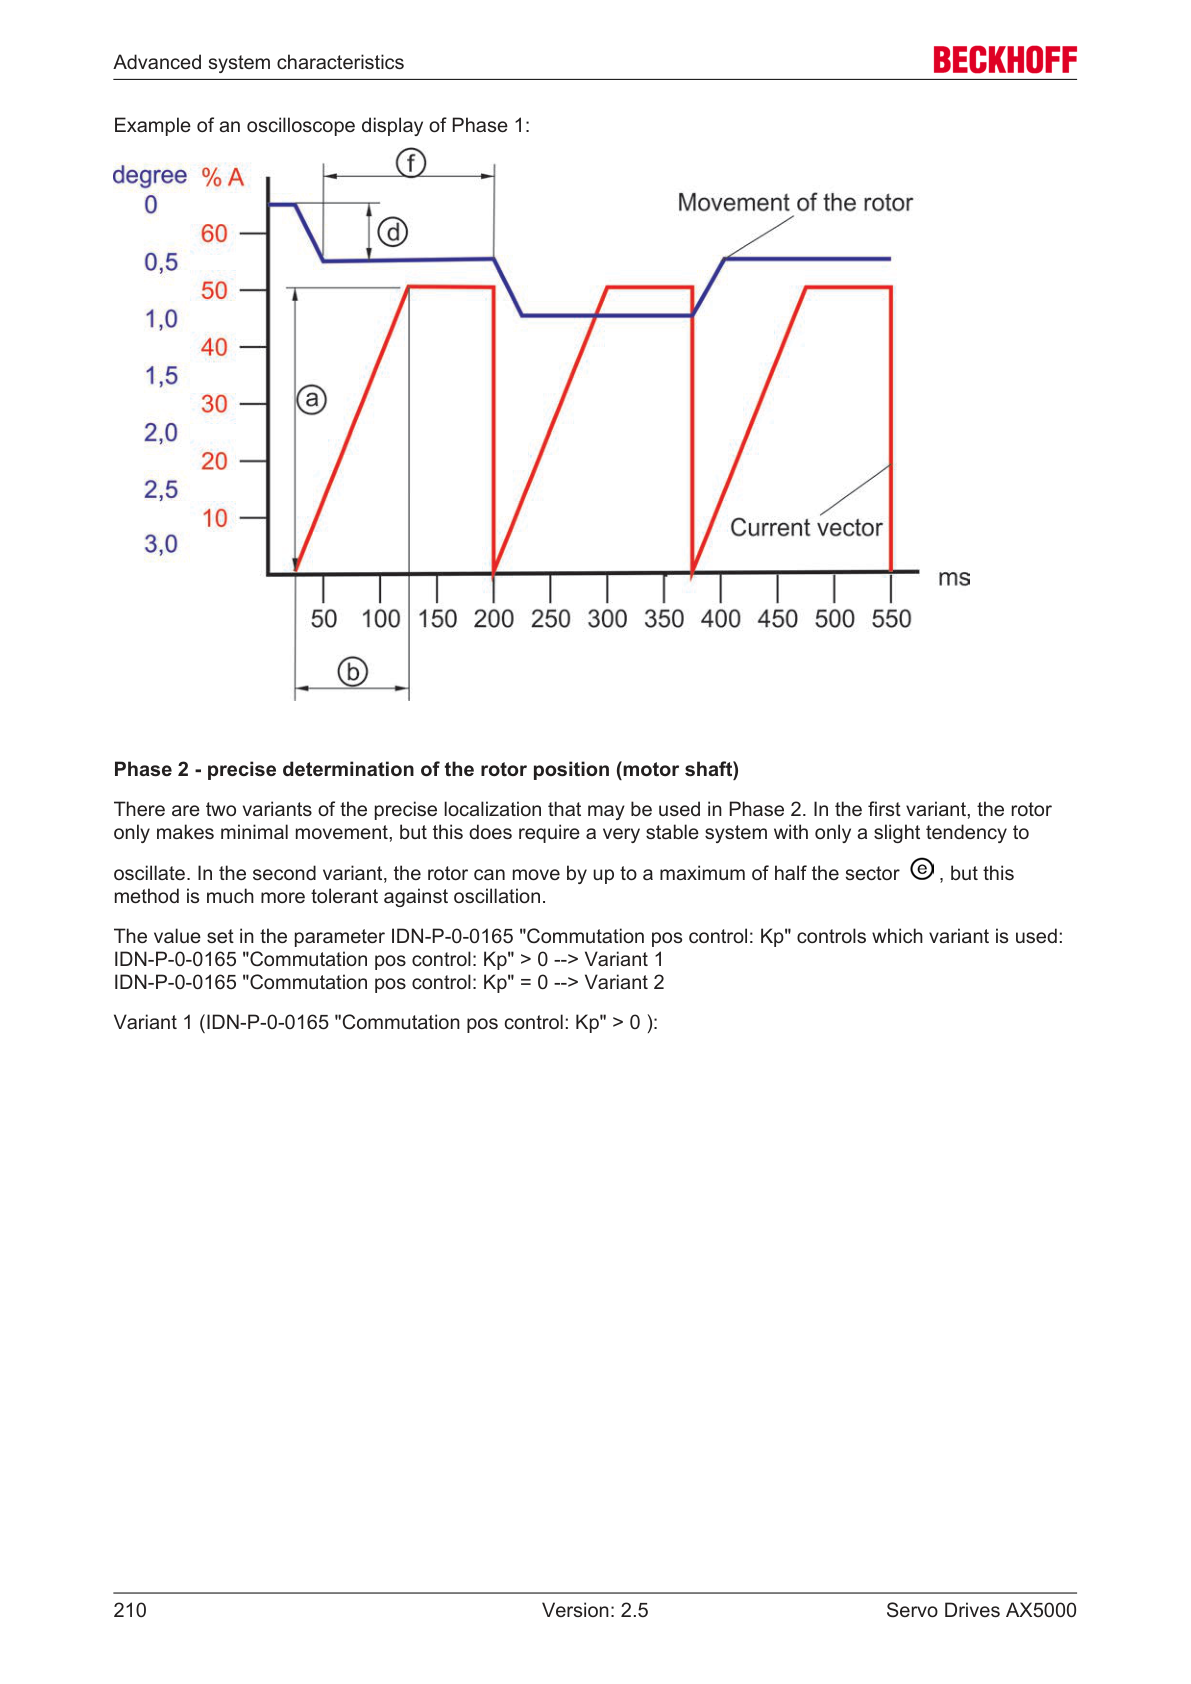 Advanced system characteristics
BECKHOFF
Example of an oscilloscope display of Phase 1:
degree % A
f
0
Movement of the rotor
60
d
0,5
50
1,0
40
1,5
30
a
2,0
20
2,5
10
Current vector
3,0
ms
50 100 150 200 250 300 350 400 450 500 550
b
Phase 2 - precise determination of the rotor position (motor shaft)
There are two variants of the precise localization that may be used in Phase 2. In the first variant, the rotor
only makes minimal movement, but this does require a very stable system with only a slight tendency to
oscillate. In the second variant, the rotor can move by up to a maximum of half the sector ⓔ, but this
method is much more tolerant against oscillation.
The value set in the parameter IDN-P-0-0165 "Commutation pos control: Kp" controls which variant is used:
IDN-P-0-0165 "Commutation pos control: Kp" > 0 --> Variant 1
IDN-P-0-0165 "Commutation pos control: Kp" = 0 --> Variant 2
Variant 1 (IDN-P-0-0165 "Commutation pos control: Kp" > 0 ):
210 Version: 2.5 Servo Drives AX5000